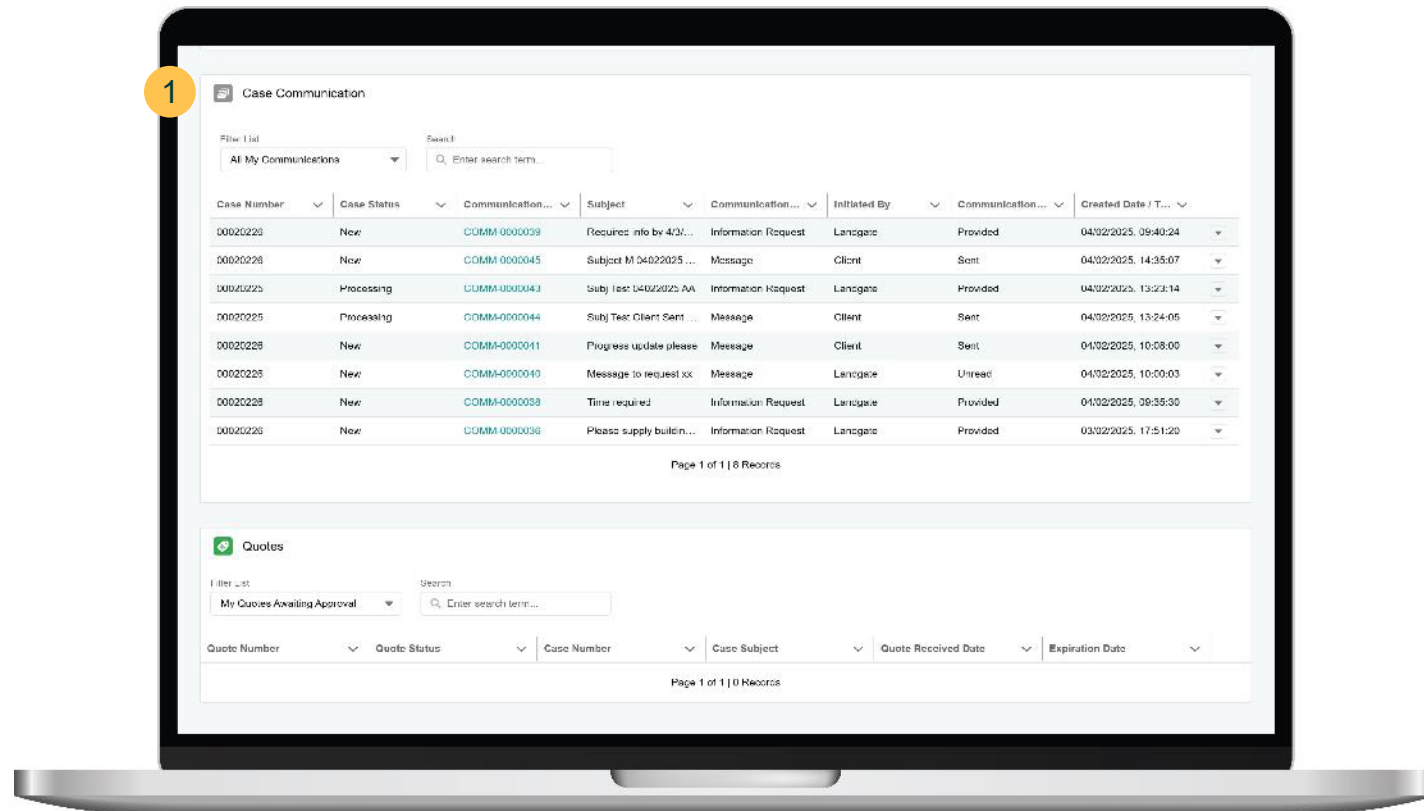 1
Case Communication
Filter List Search
All My Communications Enter search term...
Case Number Case Status Communication... Subject Communication... Initiated By Communication... Created Date / T...
00020226 New COMM-0000039 Required info by 4/3/... Information Request Landgate Provided 04/02/2025, 09:40:24
00020226 New COMM-0000045 Subject M 04022025 ... Message Client Sent 04/02/2025, 14:35:07
00020225 Processing COMM-0000043 Subj Test 04022025 AA Information Request Landgate Provided 04/02/2025, 13:23:14
00020225 Processing COMM-0000044 Subj Test Client Sent ... Message Client Sent 04/02/2025, 13:24:05
00020226 New COMM-0000041 Progress update please Message Client Sent 04/02/2025, 10:08:00
00020226 New COMM-0000040 Message to request xx Message Landgate Unread 04/02/2025, 10:00:03
00020226 New COMM-0000038 Time required Information Request Landgate Provided 04/02/2025, 09:35:30
00020226 New COMM-0000036 Please supply buildin... Information Request Landgate Provided 03/02/2025, 17:51:20
Page 1 of 1 | 8 Records
Quotes
Filter List Search
My Quotes Awaiting Approval Enter search term...
Quote Number Quote Status Case Number Case Subject Quote Received Date Expiration Date
Page 1 of 1 | 0 Records